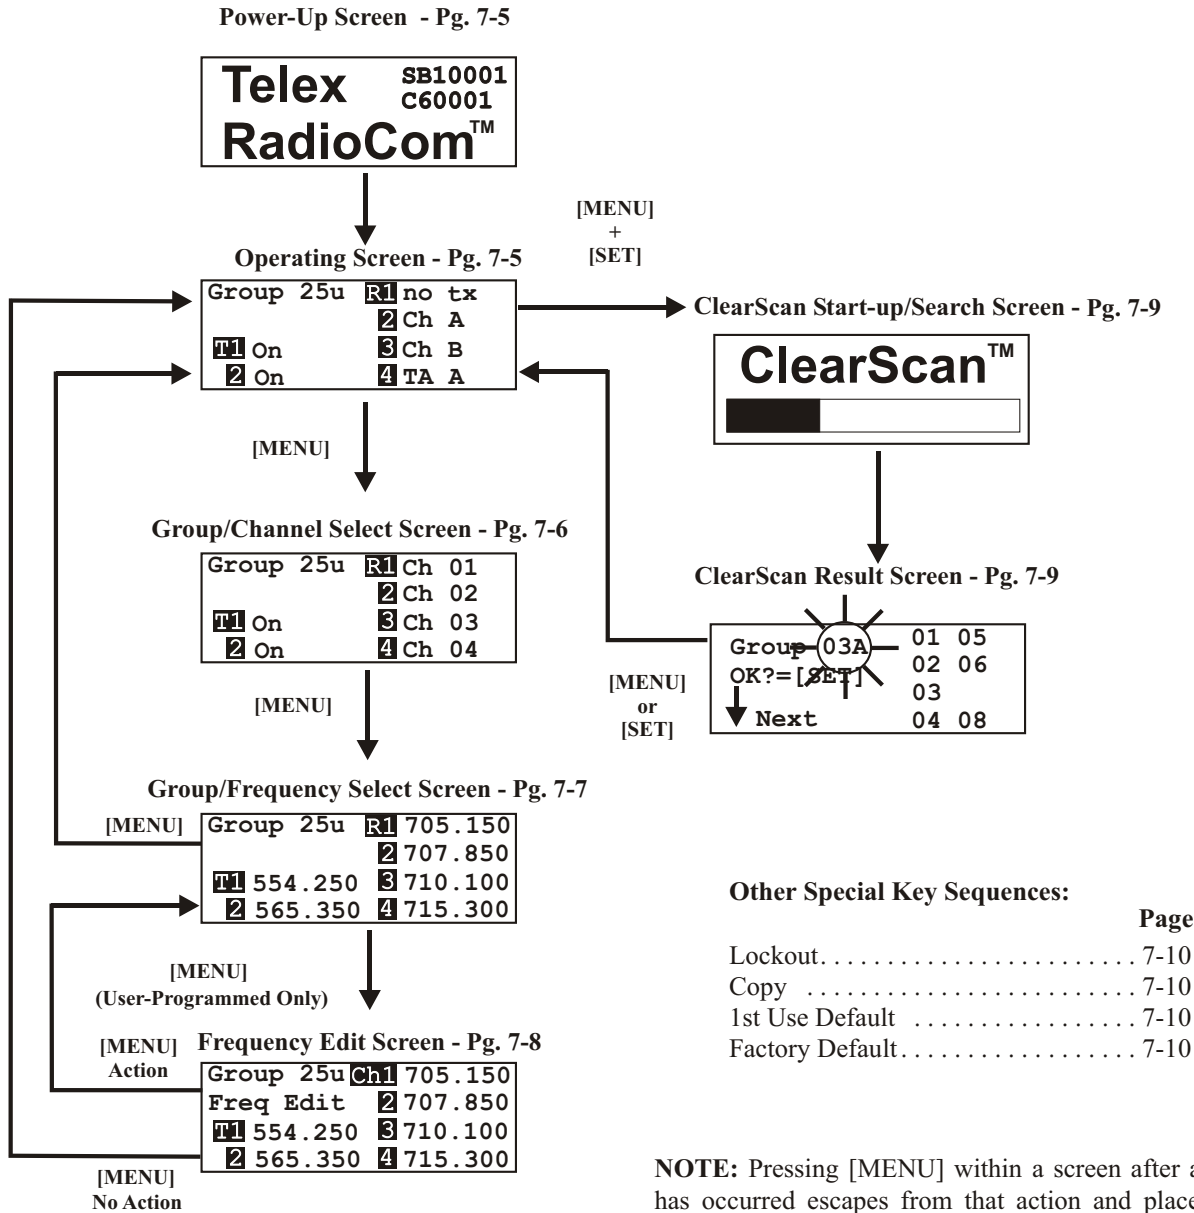 Power-Up Screen - Pg. 7-5
Telex SB10001
C60001
RadioCom™
[MENU]
+
[SET]
Operating Screen - Pg. 7-5
Group 25u R1 no tx
2 Ch A
T1 On 3 Ch B
2 On 4 TA A
ClearScan Start-up/Search Screen - Pg. 7-9
ClearScan™
[MENU]
Group/Channel Select Screen - Pg. 7-6
Group 25u R1 Ch 01
2 Ch 02
T1 On 3 Ch 03
2 On 4 Ch 04
ClearScan Result Screen - Pg. 7-9
Group 03A 01 05
OK?=[SET] 02 06
03
Next 04 08
[MENU]
or
[SET]
[MENU]
Group/Frequency Select Screen - Pg. 7-7
[MENU]
Group 25u R1 705.150
2 707.850
T1 554.250 3 710.100
2 565.350 4 715.300
[MENU]
(User-Programmed Only)
Frequency Edit Screen - Pg. 7-8
[MENU]
Action
Group 25u Ch1 705.150
Freq Edit 2 707.850
T1 554.250 3 710.100
2 565.350 4 715.300
[MENU]
No Action
Other Special Key Sequences:
Page
Lockout. . . . . . . . . . . . . . . . . . . . . . . . 7-10
Copy . . . . . . . . . . . . . . . . . . . . . . . . . 7-10
1st Use Default . . . . . . . . . . . . . . . . . 7-10
Factory Default . . . . . . . . . . . . . . . . . . 7-10
NOTE: Pressing [MENU] within a screen after a
has occurred escapes from that action and place